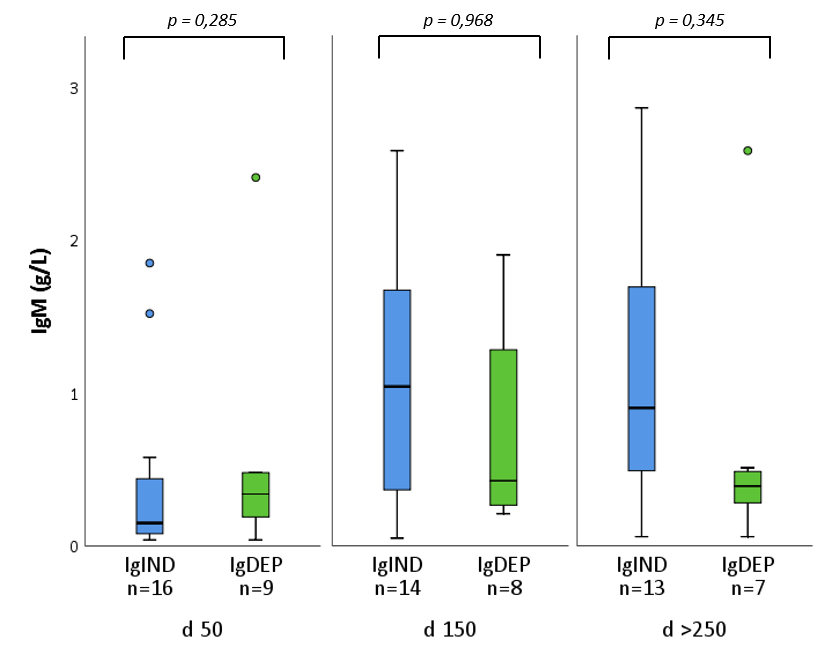 p = 0,285
p = 0,968
p = 0,345
IgM (g/L)
3
2
1
0
IgIND
n=16
IgDEP
n=9
IgIND
n=14
IgDEP
n=8
IgIND
n=13
IgDEP
n=7
d 50
d 150
d >250